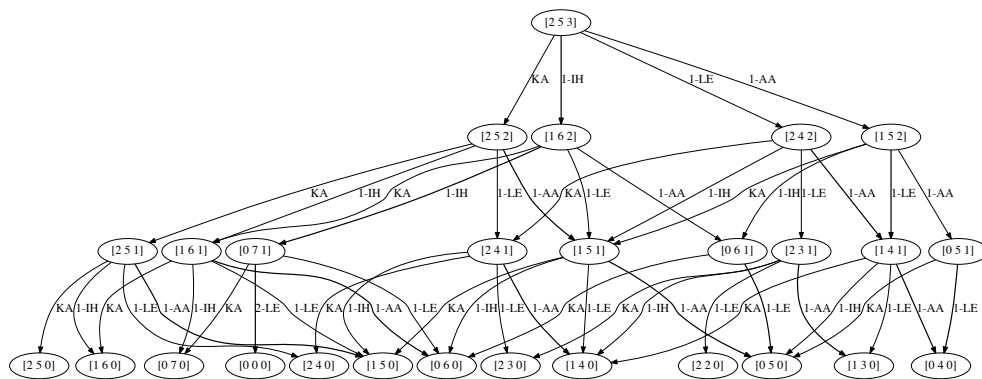 [2 5 3]
KA 1-IH 1-LE 1-AA
[2 5 2] [1 6 2] [2 4 2] [1 5 2]
KA 1-IH KA 1-IH 1-LE 1-AA KA 1-LE 1-AA 1-IH KA 1-IH 1-LE 1-AA 1-LE 1-AA
[2 5 1] [1 6 1] [0 7 1] [2 4 1] [1 5 1] [0 6 1] [2 3 1] [1 4 1] [0 5 1]
KA 1-IH KA 1-LE 1-AA 1-IH KA 2-LE 1-LE 1-AA 1-LE KA 1-IH KA 1-IH 1-LE 1-AA 1-LE KA KA 1-IH 1-AA 1-LE KA 1-LE 1-AA 1-IH KA 1-LE 1-AA 1-LE
[2 5 0] [1 6 0] [0 7 0] [0 0 0] [2 4 0] [1 5 0] [0 6 0] [2 3 0] [1 4 0] [2 2 0] [0 5 0] [1 3 0] [0 4 0]